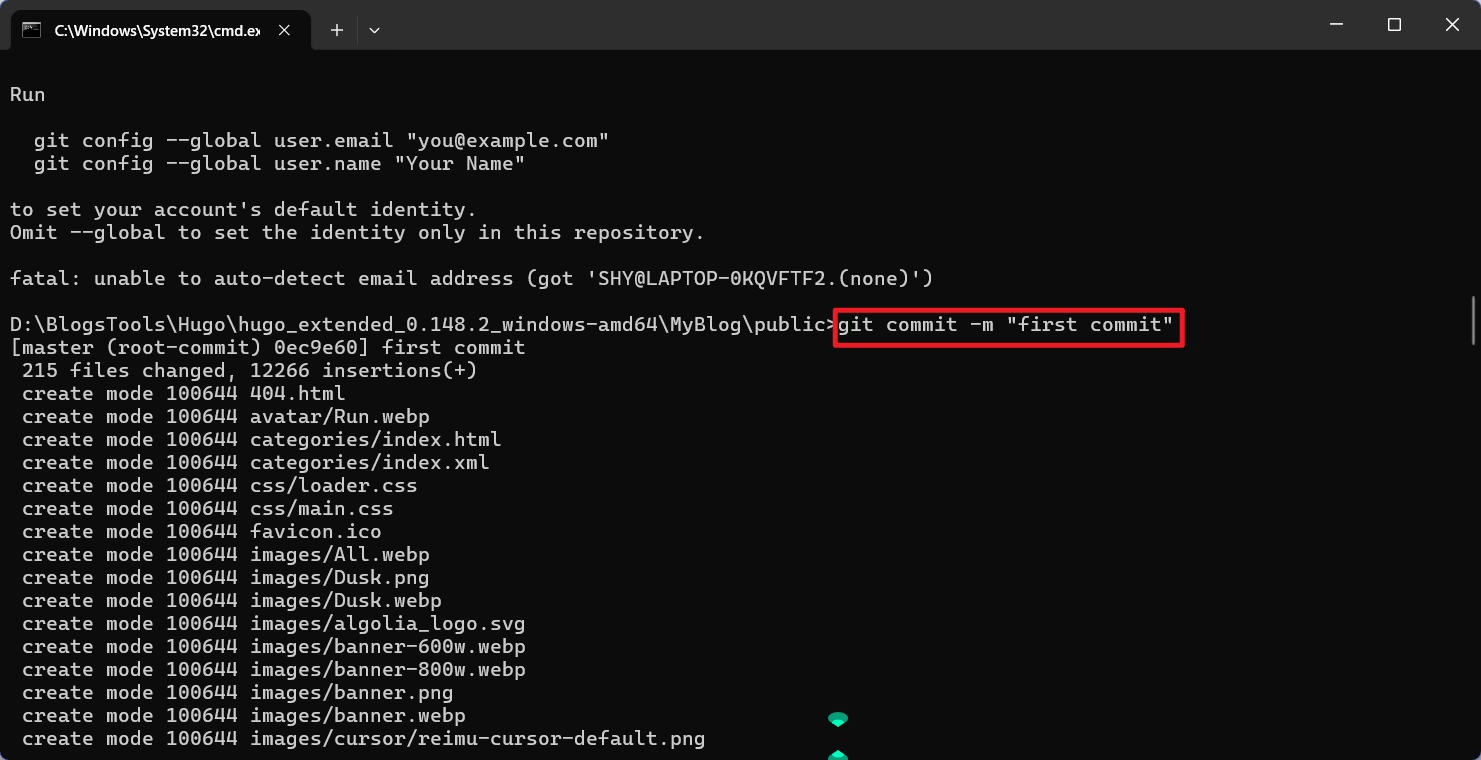 C:\Windows\System32\cmd.ex
Run
git config --global user.email "you@example.com"
git config --global user.name "Your Name"
to set your account's default identity.
Omit --global to set the identity only in this repository.
fatal: unable to auto-detect email address (got 'SHY@LAPTOP-0KQVFTF2.(none)')
D:\BlogsTools\Hugo\hugo_extended_0.148.2_windows-amd64\MyBlog\public>git commit -m "first commit"
[master (root-commit) 0ec9e60] first commit
215 files changed, 12266 insertions(+)
create mode 100644 404.html
create mode 100644 avatar/Run.webp
create mode 100644 categories/index.html
create mode 100644 categories/index.xml
create mode 100644 css/loader.css
create mode 100644 css/main.css
create mode 100644 favicon.ico
create mode 100644 images/All.webp
create mode 100644 images/Dusk.png
create mode 100644 images/Dusk.webp
create mode 100644 images/algolia_logo.svg
create mode 100644 images/banner-600w.webp
create mode 100644 images/banner-800w.webp
create mode 100644 images/banner.png
create mode 100644 images/banner.webp
create mode 100644 images/cursor/reimu-cursor-default.png